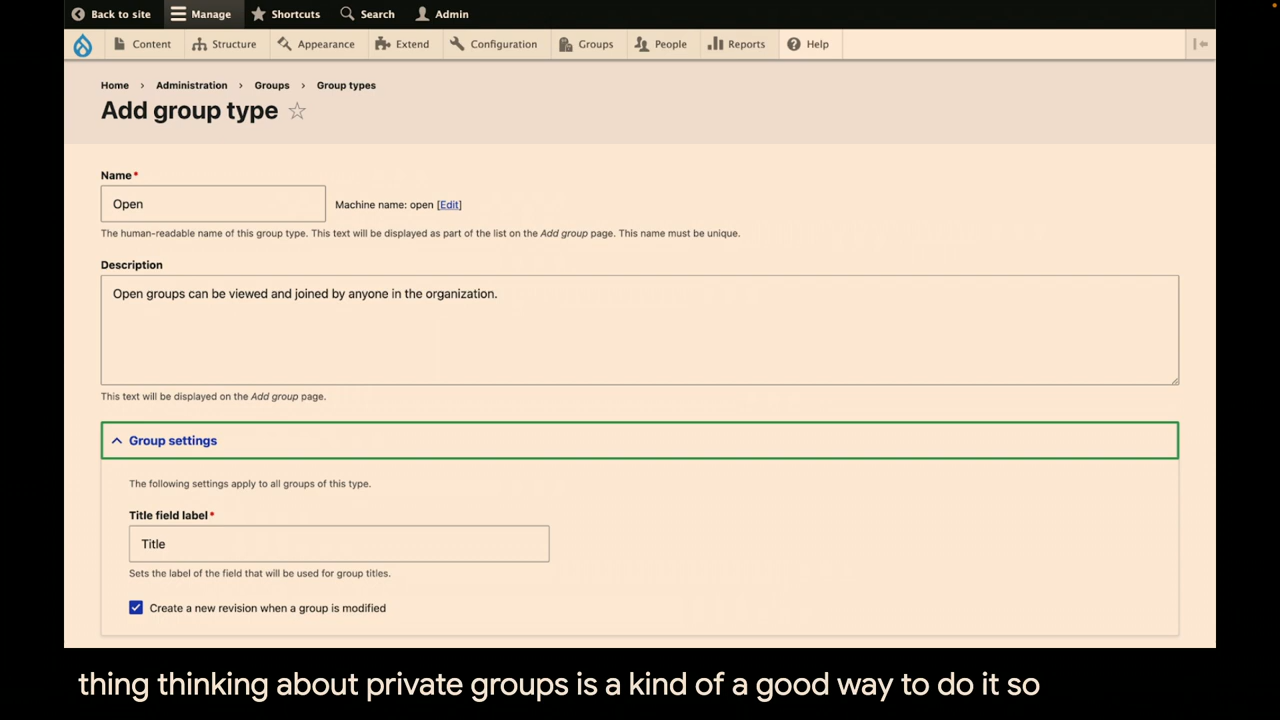 Back to site Manage Shortcuts Search Admin
Content Structure Appearance Extend Configuration Groups People Reports Help
Home › Administration › Groups › Group types
Add group type
Name*
Open Machine name: open [Edit]
The human-readable name of this group type. This text will be displayed as part of the list on the Add group page. This name must be unique.
Description
Open groups can be viewed and joined by anyone in the organization.
This text will be displayed on the Add group page.
Group settings
The following settings apply to all groups of this type.
Title field label*
Title
Sets the label of the field that will be used for group titles.
Create a new revision when a group is modified
thing thinking about private groups is a kind of a good way to do it so